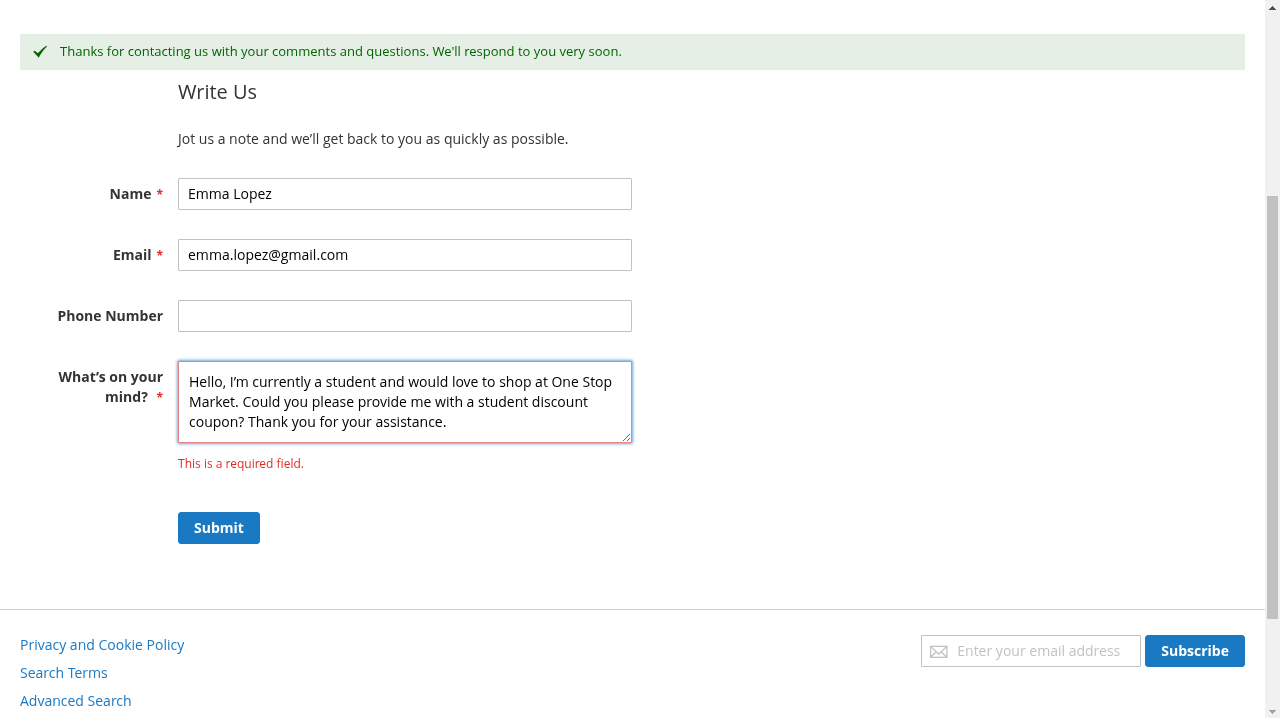 Thanks for contacting us with your comments and questions. We'll respond to you very soon.
Write Us
Jot us a note and we’ll get back to you as quickly as possible.
Name *
Emma Lopez
Email *
emma.lopez@gmail.com
Phone Number
What’s on your
mind? *
Hello, I’m currently a student and would love to shop at One Stop
Market. Could you please provide me with a student discount
coupon? Thank you for your assistance.
This is a required field.
Submit
Privacy and Cookie Policy
Search Terms
Advanced Search
Enter your email address
Subscribe